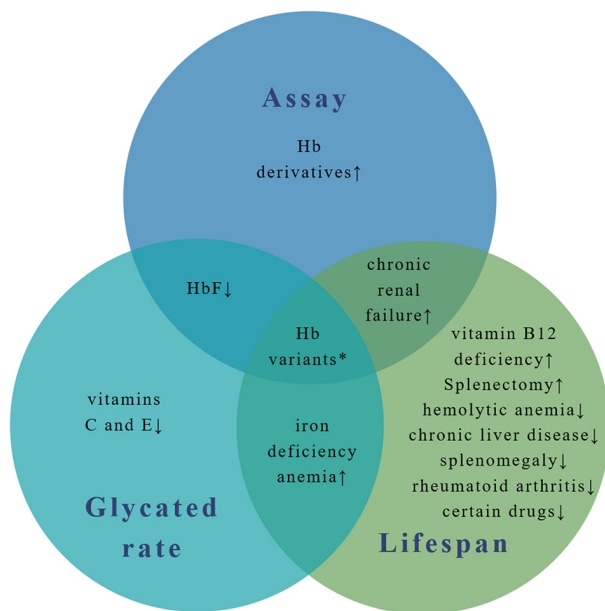 Assay
Hb
derivatives↑
HbF↓
chronic
renal
failure↑
Hb
variants*
vitamins
C and E↓
iron
deficiency
anemia↑
vitamin B12
deficiency↑
Splenectomy↑
hemolytic anemia↓
chronic liver disease↓
splenomegaly↓
rheumatoid arthritis↓
certain drugs↓
Glycated
rate
Lifespan